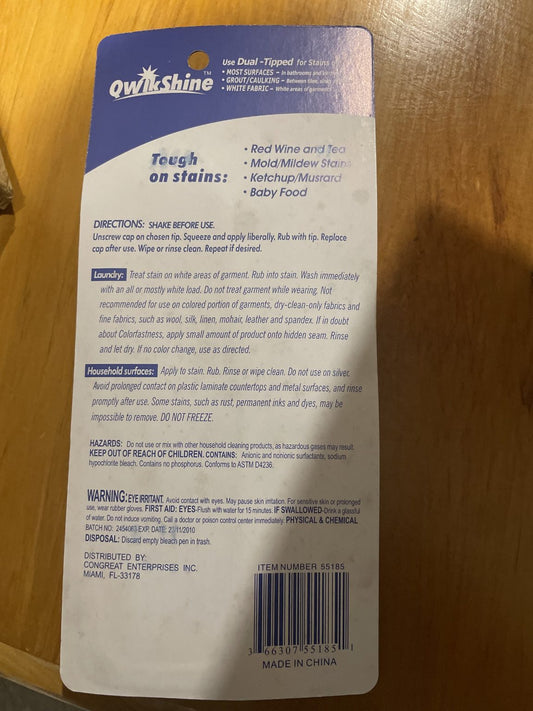 Use Dual-Tipped for Stains
• MOST SURFACES – In bathrooms and
• GROUT/CAULKING – Between tiles,
• WHITE FABRIC – White areas of garments
QwikShine™
Tough
on stains:
• Red Wine and Tea
• Mold/Mildew Stains
• Ketchup/Musrard
• Baby Food
DIRECTIONS: SHAKE BEFORE USE.
Unscrew cap on chosen tip. Squeeze and apply liberally. Rub with tip. Replace
cap after use. Wipe or rinse clean. Repeat if desired.
Laundry: Treat stain on white areas of garment. Rub into stain. Wash immediately
with an all or mostly white load. Do not treat garment while wearing. Not
recommended for use on colored portion of garments, dry-clean-only fabrics and
fine fabrics, such as wool, silk, linen, mohair, leather and spandex. If in doubt
about Colorfastness, apply small amount of product onto hidden seam. Rinse
and let dry. If no color change, use as directed.
Household surfaces: Apply to stain. Rub. Rinse or wipe clean. Do not use on silver.
Avoid prolonged contact on plastic laminate countertops and metal surfaces, and rinse
promptly after use. Some stains, such as rust, permanent inks and dyes, may be
impossible to remove. DO NOT FREEZE.
HAZARDS: Do not use or mix with other household cleaning products, as hazardous gases may result.
KEEP OUT OF REACH OF CHILDREN. CONTAINS: Anionic and nonionic surfactants, sodium
hypochlorite bleach. Contains no phosphorus. Conforms to ASTM D4236.
WARNING: EYE IRRITANT. Avoid contact with eyes. May pause skin irritation. For sensitive skin or prolonged
use, wear rubber gloves. FIRST AID: EYES-Flush with water for 15 minutes. IF SWALLOWED-Drink a glassful
of water. Do not induce vomiting. Call a doctor or poison control center immediately. PHYSICAL & CHEMICAL
BATCH NO: 2454063 EXP. DATE: 23/11/2010
DISPOSAL: Discard empty bleach pen in trash.
DISTRIBUTED BY:
CONGREAT ENTERPRISES INC.
MIAMI, FL-33178
ITEM NUMBER 55185
3 66307 55185 1
MADE IN CHINA